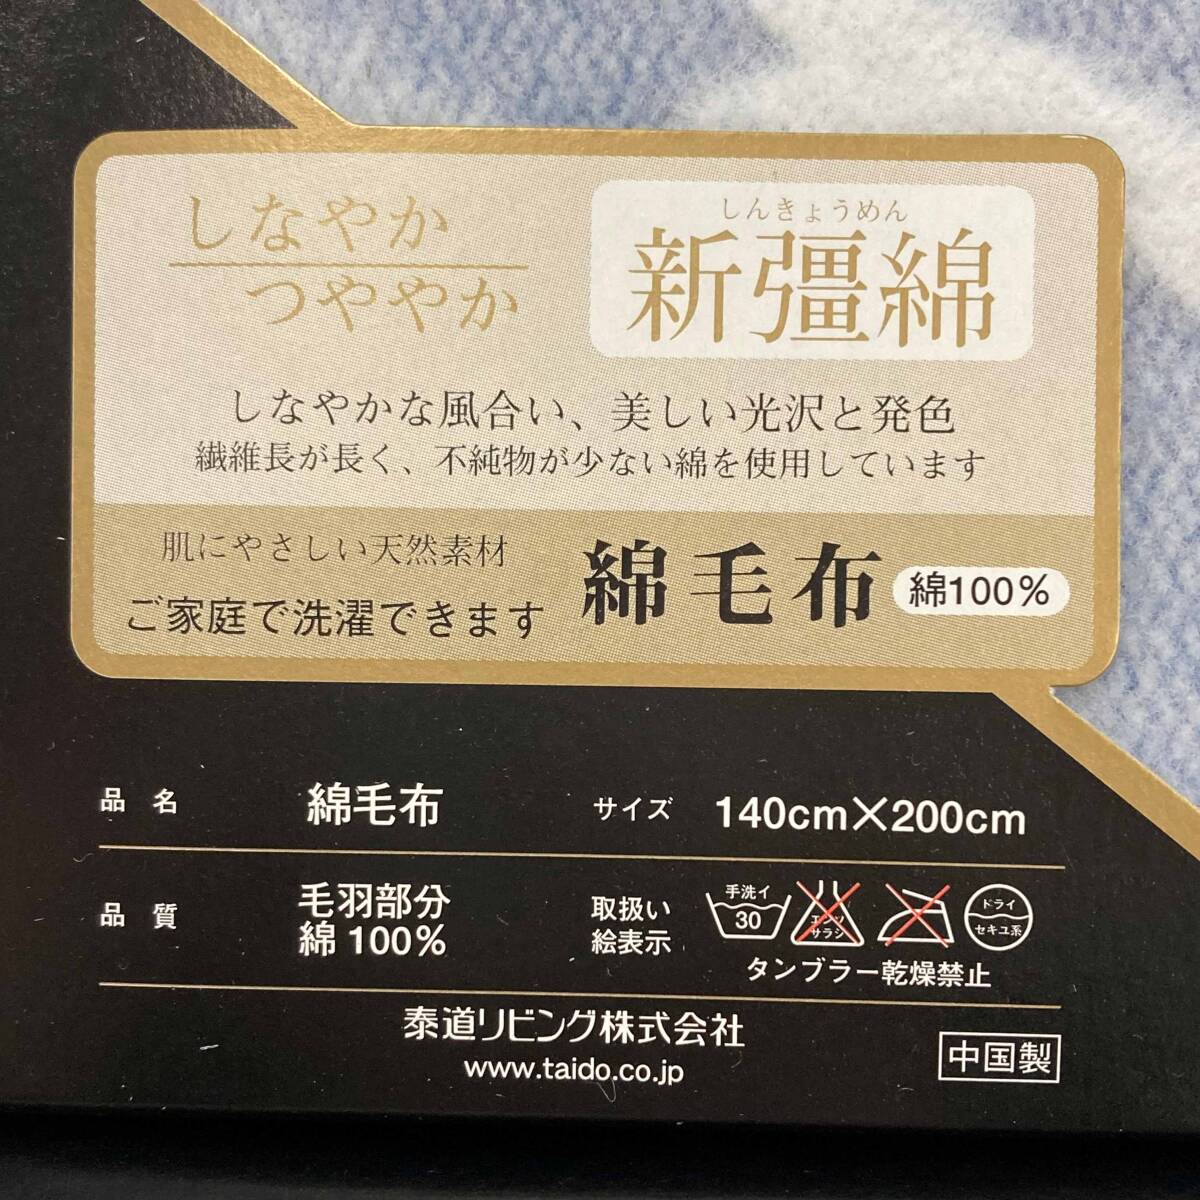 しなやか
つややか
しんきょうめん
新疆綿
しなやかな風合い、美しい光沢と発色
繊維長が長く、不純物が少ない綿を使用しています
肌にやさしい天然素材
ご家庭で洗濯できます
綿毛布 綿100%
品名 綿毛布 サイズ 140cm×200cm
品質 毛羽部分 綿100%
取扱い絵表示
手洗イ 30
エンソ サラシ
ドライ セキユ系
タンブラー乾燥禁止
泰道リビング株式会社
www.taido.co.jp
中国製